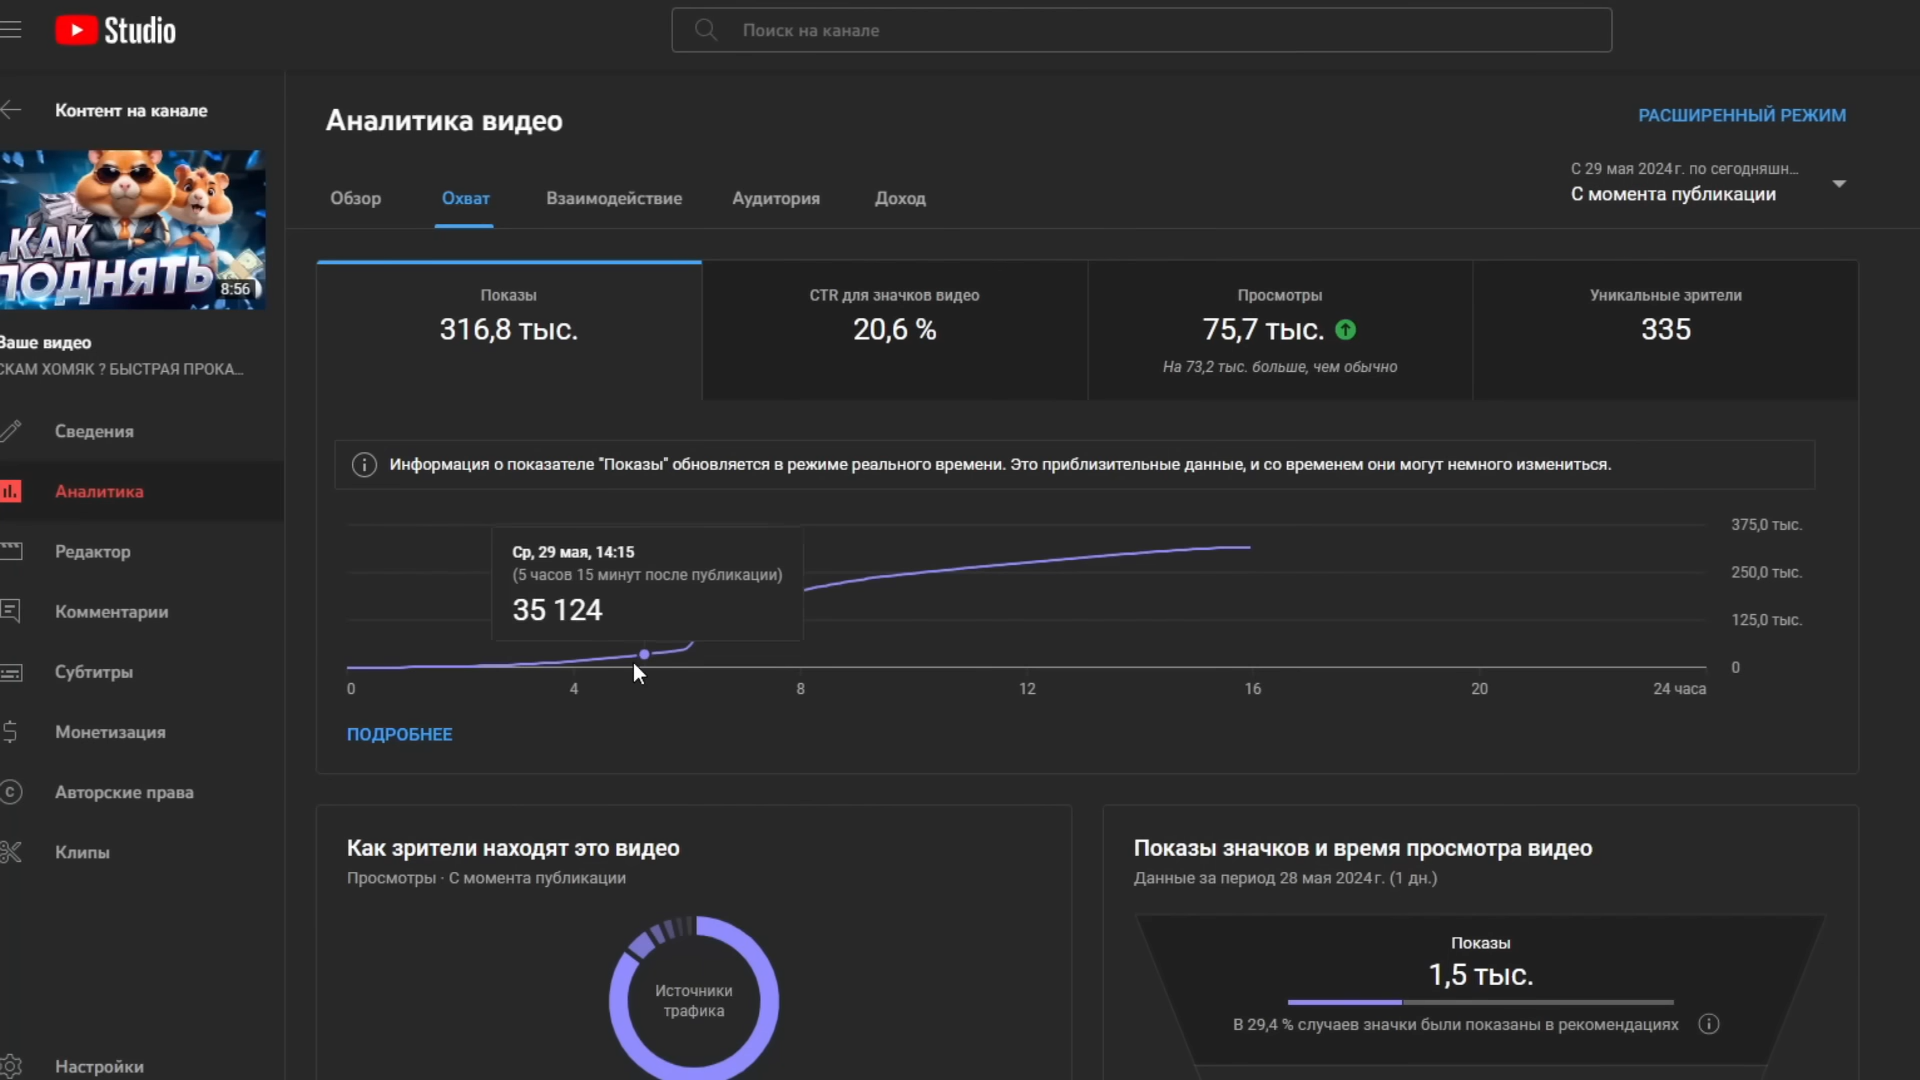 Studio
Поиск на канале
Контент на канале
КАК
ПОДНЯТЬ
8:56
Ваше видео
СКАМ ХОМЯК ? БЫСТРАЯ ПРОКА...
Сведения
Аналитика
Редактор
Комментарии
Субтитры
Монетизация
Авторские права
Клипы
Настройки
Аналитика видео
РАСШИРЕННЫЙ РЕЖИМ
С 29 мая 2024 г. по сегодняшн...
С момента публикации
Обзор
Охват
Взаимодействие
Аудитория
Доход
Показы
316,8 тыс.
CTR для значков видео
20,6 %
Просмотры
75,7 тыс.
На 73,2 тыс. больше, чем обычно
Уникальные зрители
335
Информация о показателе "Показы" обновляется в режиме реального времени. Это приблизительные данные, и со временем они могут немного измениться.
Ср, 29 мая, 14:15
(5 часов 15 минут после публикации)
35 124
375,0 тыс.
250,0 тыс.
125,0 тыс.
0
0
4
8
12
16
20
24 часа
ПОДРОБНЕЕ
Как зрители находят это видео
Просмотры · С момента публикации
Источники
трафика
Показы значков и время просмотра видео
Данные за период 28 мая 2024 г. (1 дн.)
Показы
1,5 тыс.
В 29,4 % случаев значки были показаны в рекомендациях